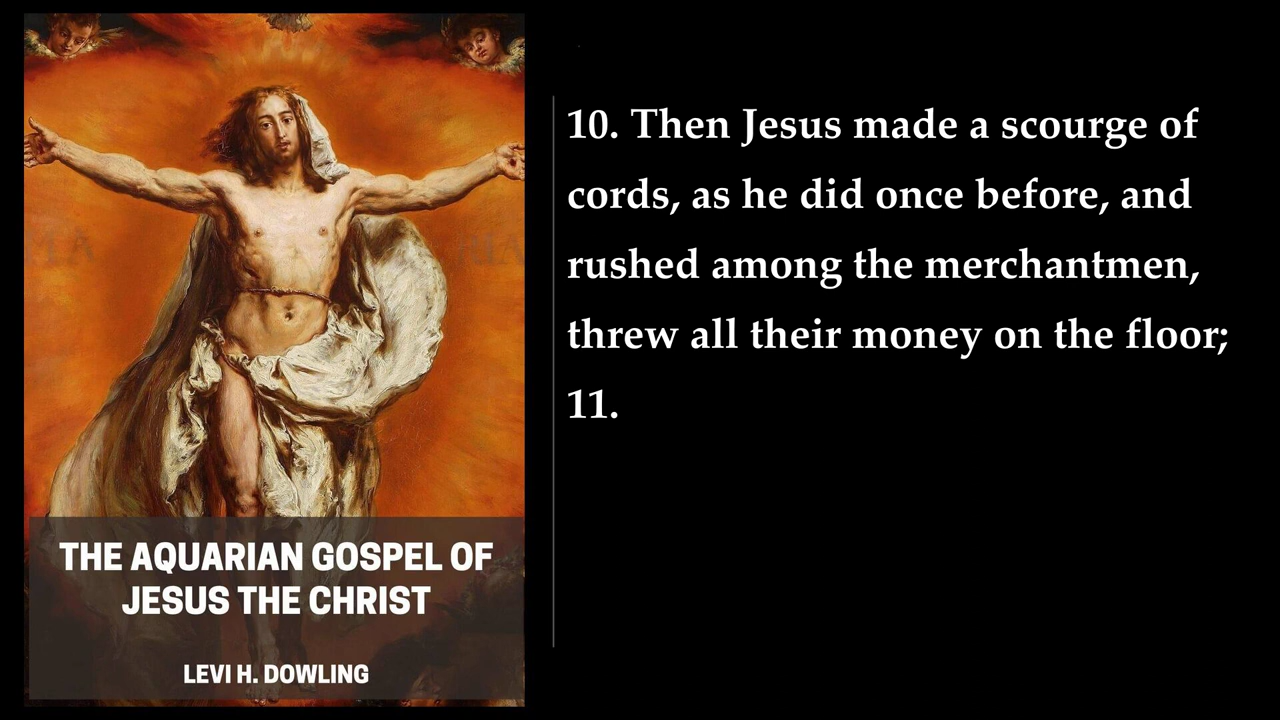 10. Then Jesus made a scourge of
cords, as he did once before, and
rushed among the merchantmen,
threw all their money on the floor;
11.
THE AQUARIAN GOSPEL OF
JESUS THE CHRIST
LEVI H. DOWLING